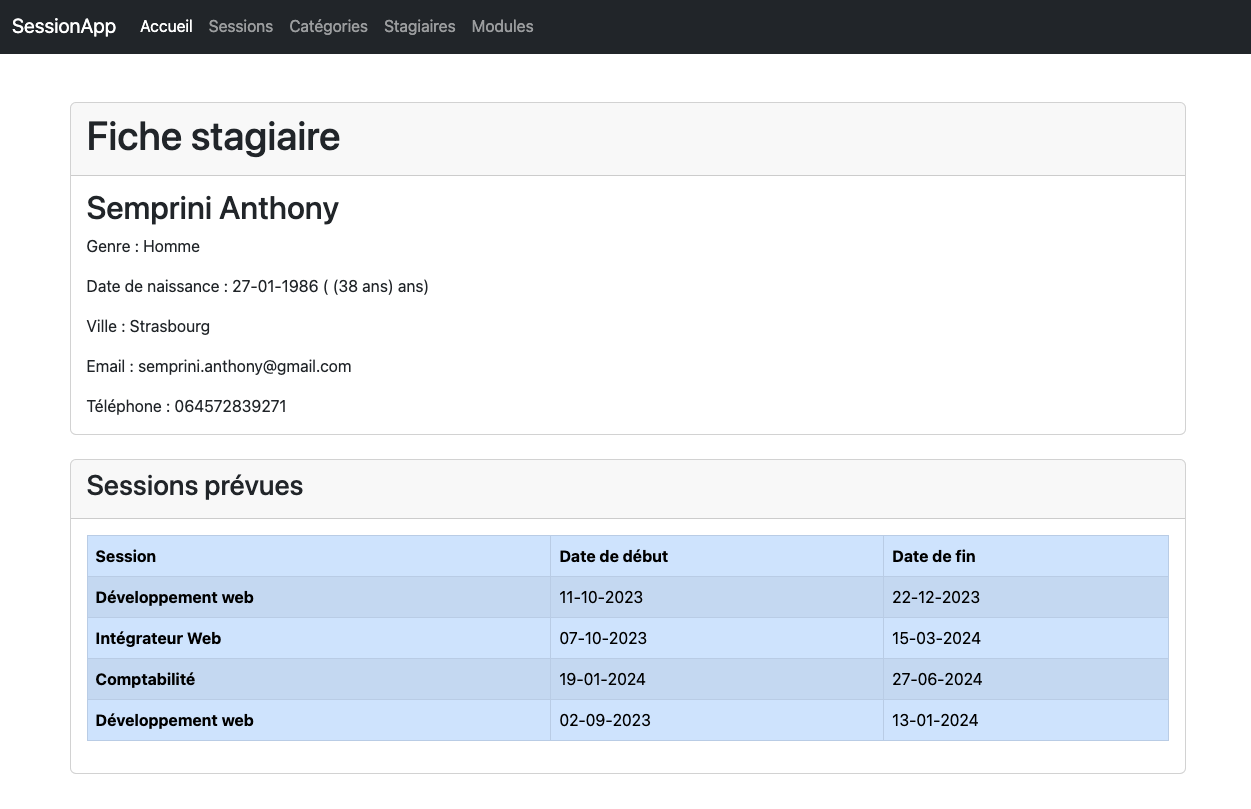 SessionApp Accueil Sessions Catégories Stagiaires Modules
Fiche stagiaire
Semprini Anthony
Genre : Homme
Date de naissance : 27-01-1986 ( (38 ans) ans)
Ville : Strasbourg
Email : semprini.anthony@gmail.com
Téléphone : 064572839271
Sessions prévues
Session Date de début Date de fin
Développement web 11-10-2023 22-12-2023
Intégrateur Web 07-10-2023 15-03-2024
Comptabilité 19-01-2024 27-06-2024
Développement web 02-09-2023 13-01-2024